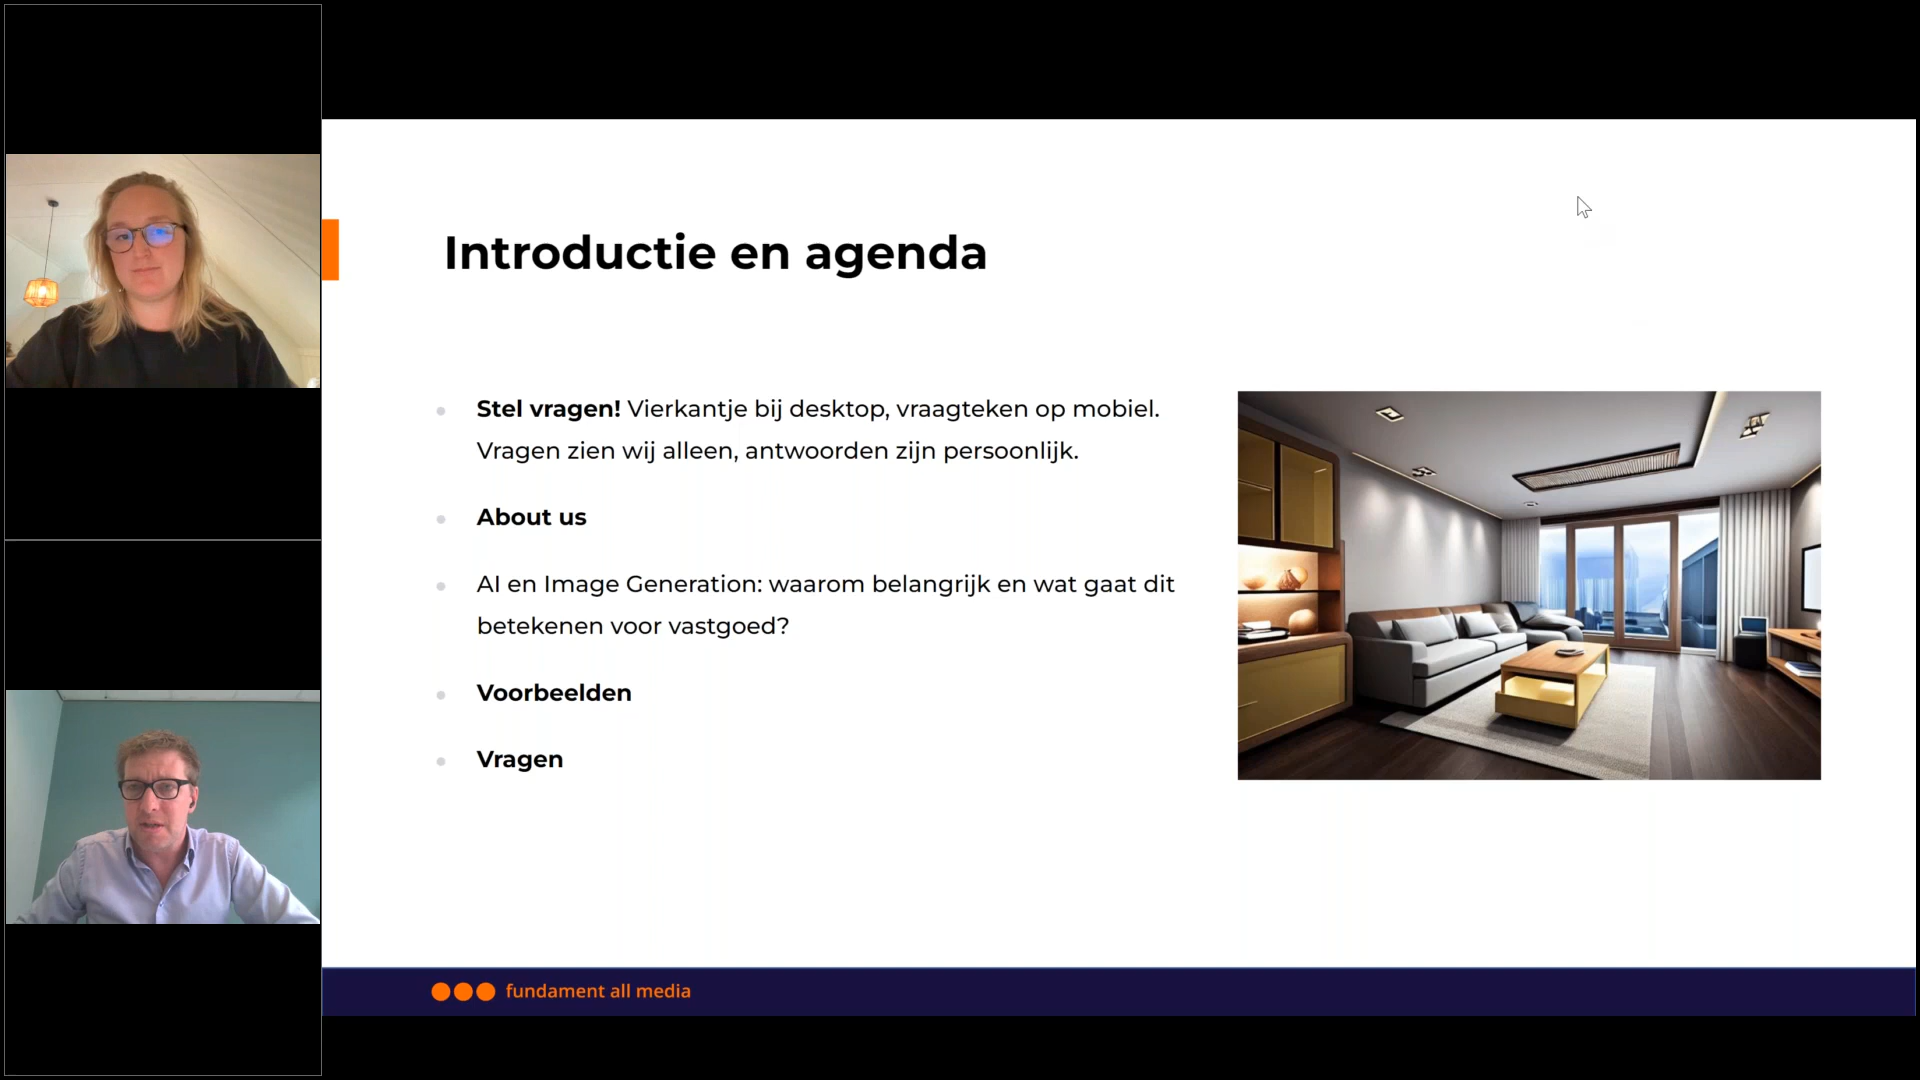 Introductie en agenda
Stel vragen! Vierkantje bij desktop, vraagteken op mobiel.
Vragen zien wij alleen, antwoorden zijn persoonlijk.
About us
AI en Image Generation: waarom belangrijk en wat gaat dit
betekenen voor vastgoed?
Voorbeelden
Vragen
fundament all media